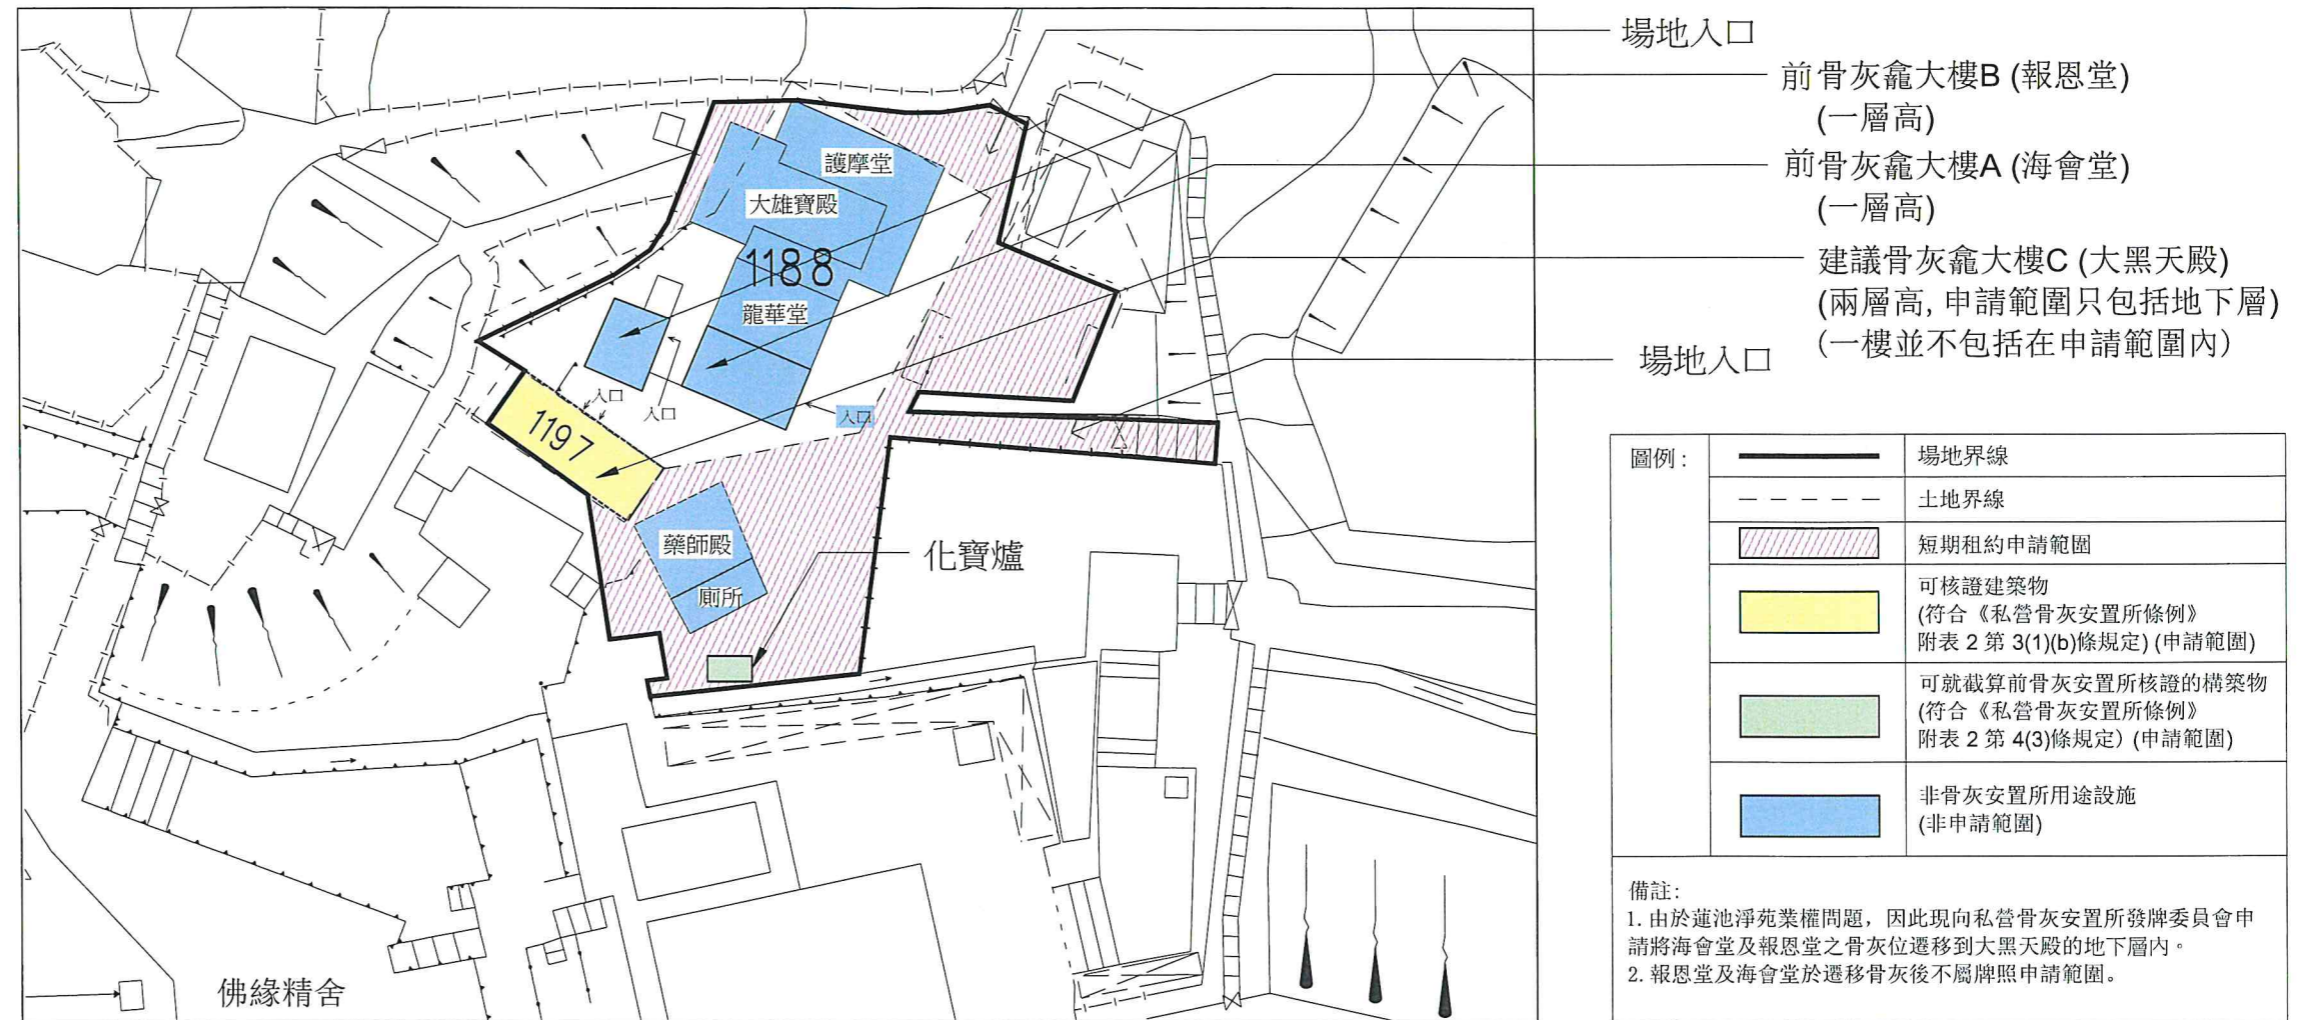 場地入口
前骨灰龕大樓B (報恩堂)
(一層高)
前骨灰龕大樓A (海會堂)
(一層高)
建議骨灰龕大樓C (大黑天殿)
(兩層高, 申請範圍只包括地下層)
(一樓並不包括在申請範圍內)
場地入口
護摩堂
大雄寶殿
1188
龍華堂
入口
入口
入口
1197
藥師殿
廁所
化寶爐
佛緣精舍
圖例:
場地界線
土地界線
短期租約申請範圍
可核證建築物
(符合《私營骨灰安置所條例》
附表 2 第 3(1)(b)條規定) (申請範圍)
可就截算前骨灰安置所核證的構築物
(符合《私營骨灰安置所條例》
附表 2 第 4(3)條規定) (申請範圍)
非骨灰安置所用途設施
(非申請範圍)
備註:
1. 由於蓮池淨苑業權問題，因此現向私營骨灰安置所發牌委員會申
請將海會堂及報恩堂之骨灰位遷移到大黑天殿的地下層內。
2. 報恩堂及海會堂於遷移骨灰後不屬牌照申請範圍。